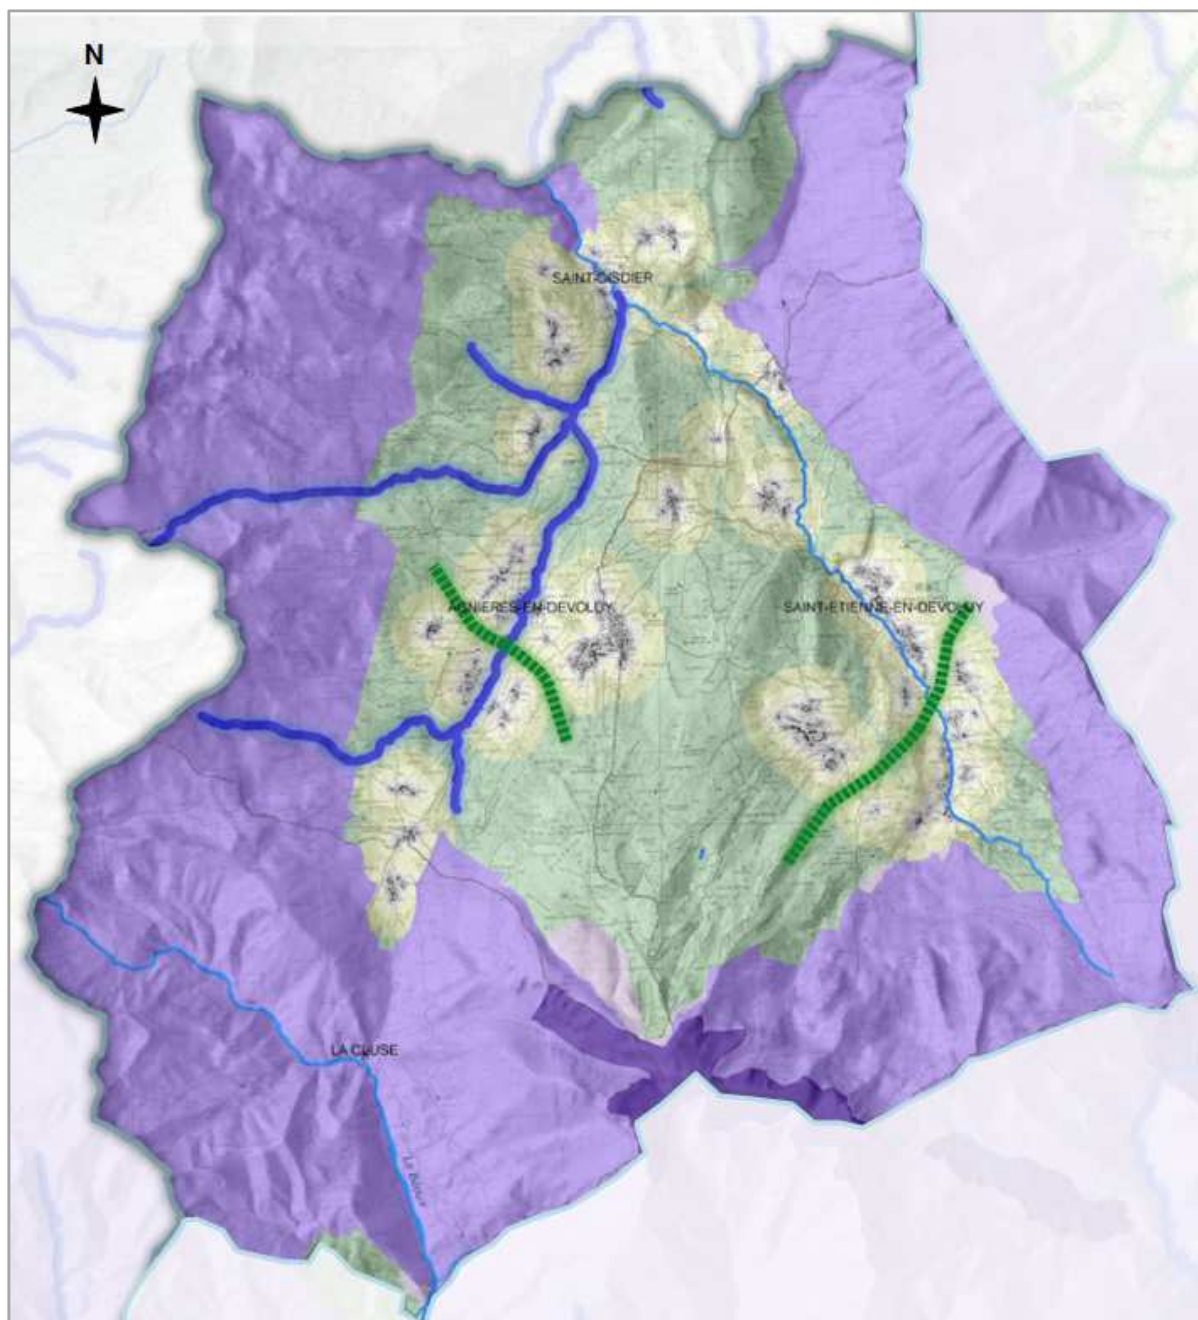 N
SAINT-DISDIER
AGNIERES-EN-DEVOLUY
SAINT-ETIENNE-EN-DEVOLUY
LA CLUSE